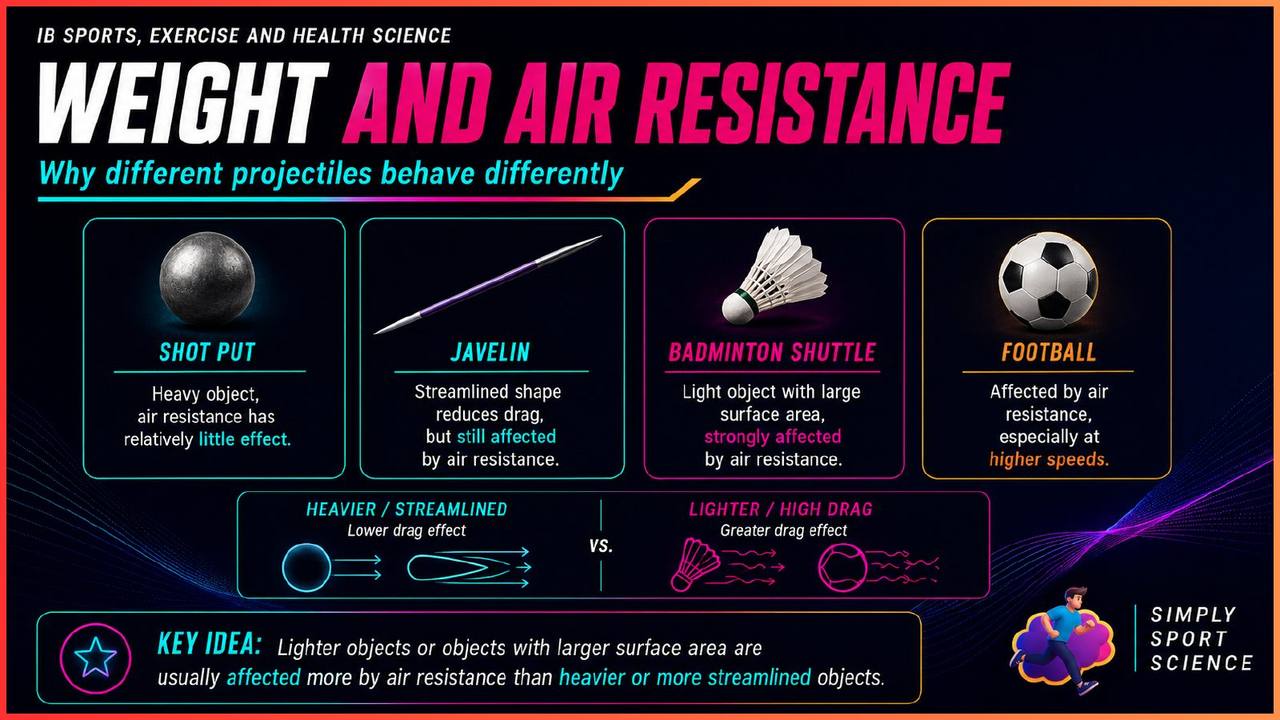 IB SPORTS, EXERCISE AND HEALTH SCIENCE
WEIGHT AND AIR RESISTANCE
Why different projectiles behave differently
SHOT PUT
Heavy object,
air resistance has
relatively little effect.
JAVELIN
Streamlined shape
reduces drag,
but still affected
by air resistance.
BADMINTON SHUTTLE
Light object with large
surface area,
strongly affected
by air resistance.
FOOTBALL
Affected by air
resistance,
especially at
higher speeds.
HEAVIER / STREAMLINED
Lower drag effect
VS.
LIGHTER / HIGH DRAG
Greater drag effect
KEY IDEA: Lighter objects or objects with larger surface area are
usually affected more by air resistance than heavier or more streamlined objects.
SIMPLY
SPORT
SCIENCE